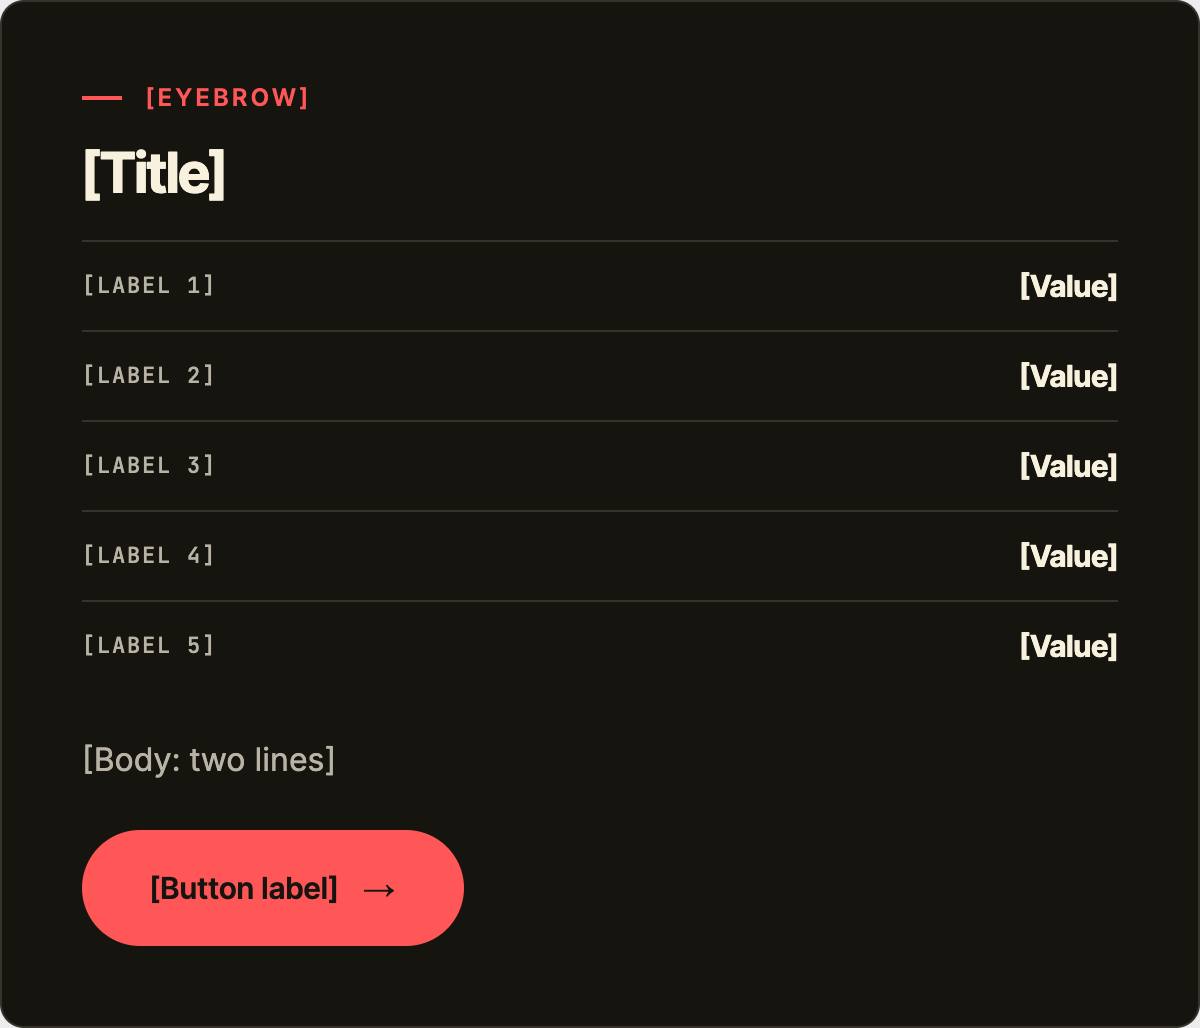 [EYEBROW]
[Title]
[LABEL 1] [Value]
[LABEL 2] [Value]
[LABEL 3] [Value]
[LABEL 4] [Value]
[LABEL 5] [Value]
[Body: two lines]
[Button label] →